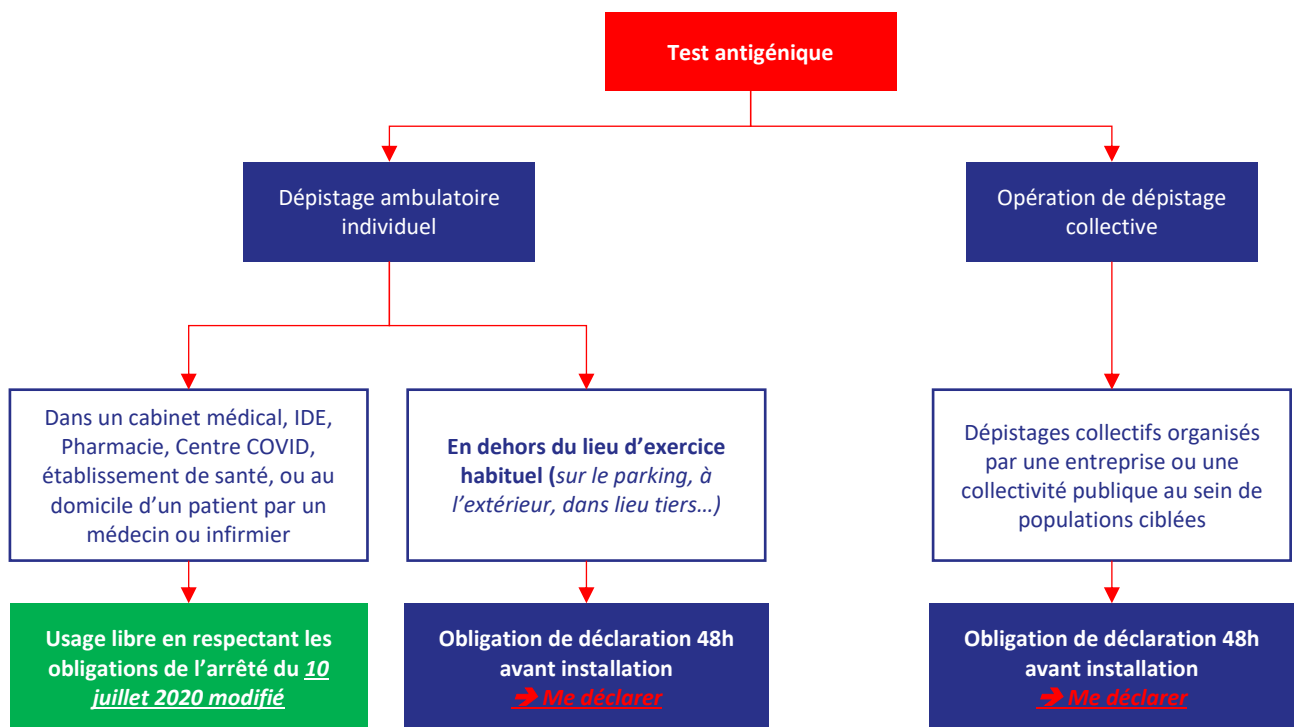 Test antigénique
Dépistage ambulatoire
individuel
Opération de dépistage
collective
Dans un cabinet médical, IDE,
Pharmacie, Centre COVID,
établissement de santé, ou au
domicile d’un patient par un
médecin ou infirmier
En dehors du lieu d’exercice
habituel (sur le parking, à
l’extérieur, dans lieu tiers…)
Dépistages collectifs organisés
par une entreprise ou une
collectivité publique au sein de
populations ciblées
Usage libre en respectant les
obligations de l’arrêté du 10
juillet 2020 modifié
Obligation de déclaration 48h
avant installation
➔ Me déclarer
Obligation de déclaration 48h
avant installation
➔ Me déclarer